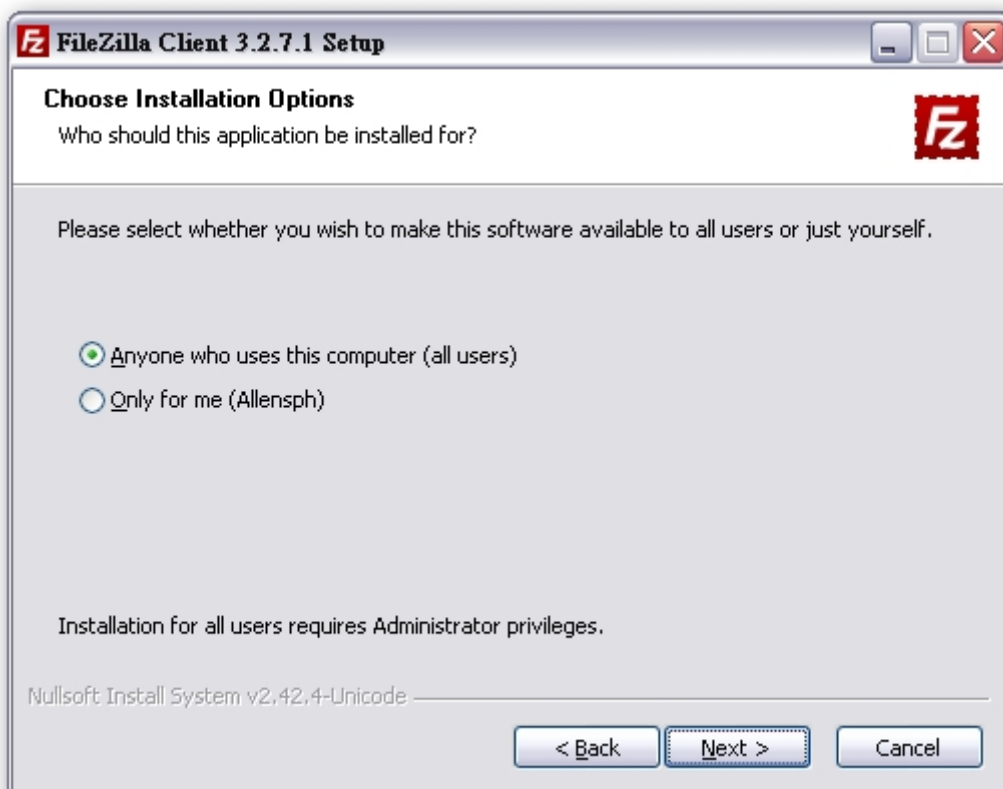 FileZilla Client 3.2.7.1 Setup
Choose Installation Options
Who should this application be installed for?
Fz
Please select whether you wish to make this software available to all users or just yourself.
Anyone who uses this computer (all users)
Only for me (Allensph)
Installation for all users requires Administrator privileges.
Nullsoft Install System v2.42.4-Unicode
< Back Next > Cancel